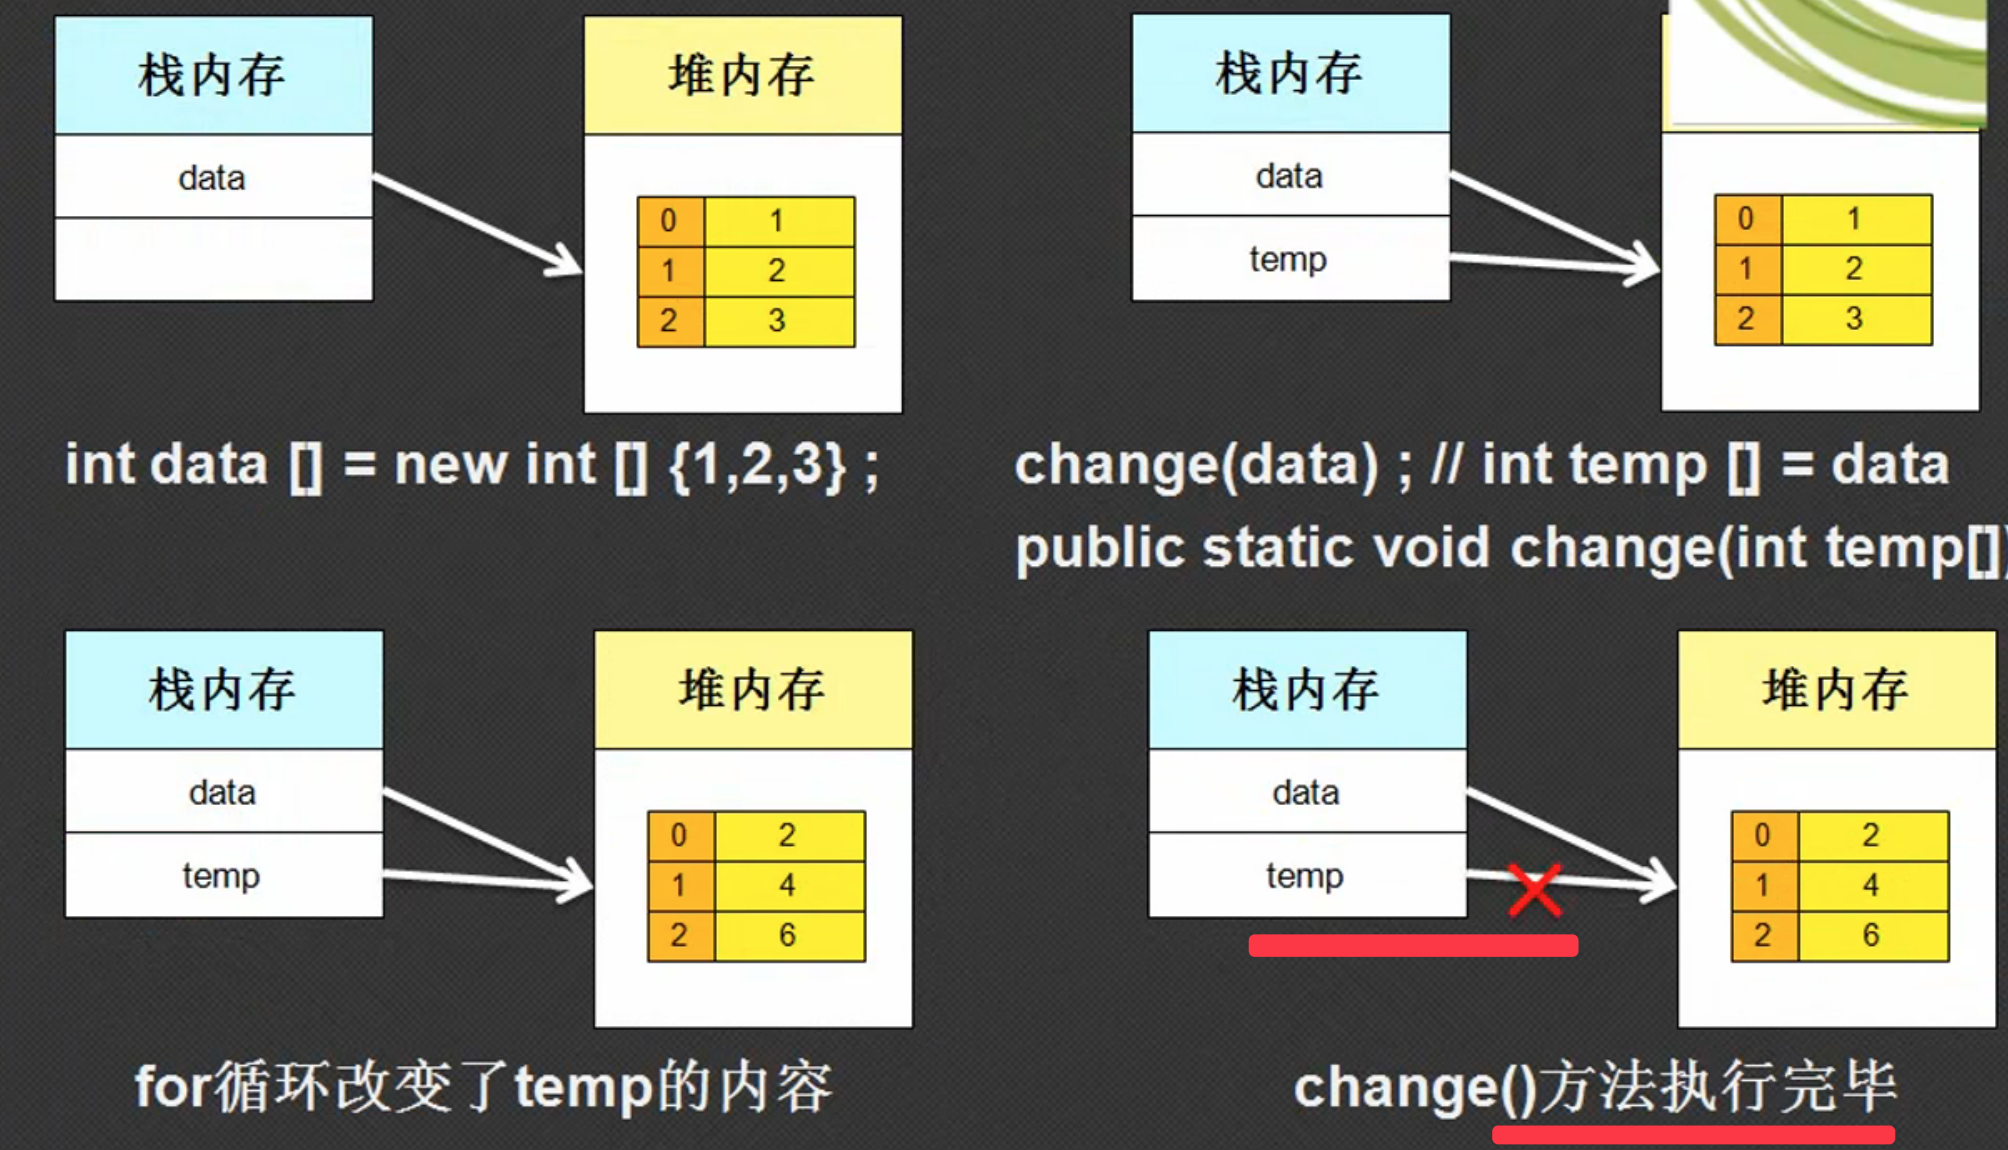 栈内存
data
堆内存
0 1
1 2
2 3
int data [] = new int [] {1,2,3} ;
栈内存
data
temp
0 1
1 2
2 3
change(data) ; // int temp [] = data
public static void change(int temp[])
栈内存
data
temp
堆内存
0 2
1 4
2 6
for循环改变了temp的内容
栈内存
data
temp
堆内存
0 2
1 4
2 6
change()方法执行完毕